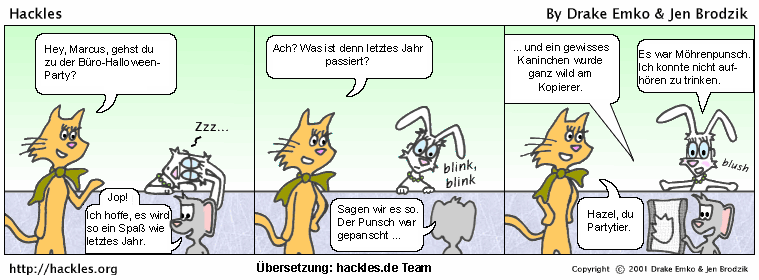 Hackles
By Drake Emko & Jen Brodzik
Hey, Marcus, gehst du
zu der Büro-Halloween-
Party?
Zzz...
Jop!
Ich hoffe, es wird
so ein Spaß wie
letztes Jahr.
Ach? Was ist denn letztes Jahr
passiert?
blink,
blink
Sagen wir es so.
Der Punsch war
gepanscht ...
... und ein gewisses
Kaninchen wurde
ganz wild am
Kopierer.
Es war Möhrenpunsch.
Ich konnte nicht auf-
hören zu trinken.
blush
Hazel, du
Partytier.
http://hackles.org
Übersetzung: hackles.de Team
Copyright © 2001 Drake Emko & Jen Brodzik